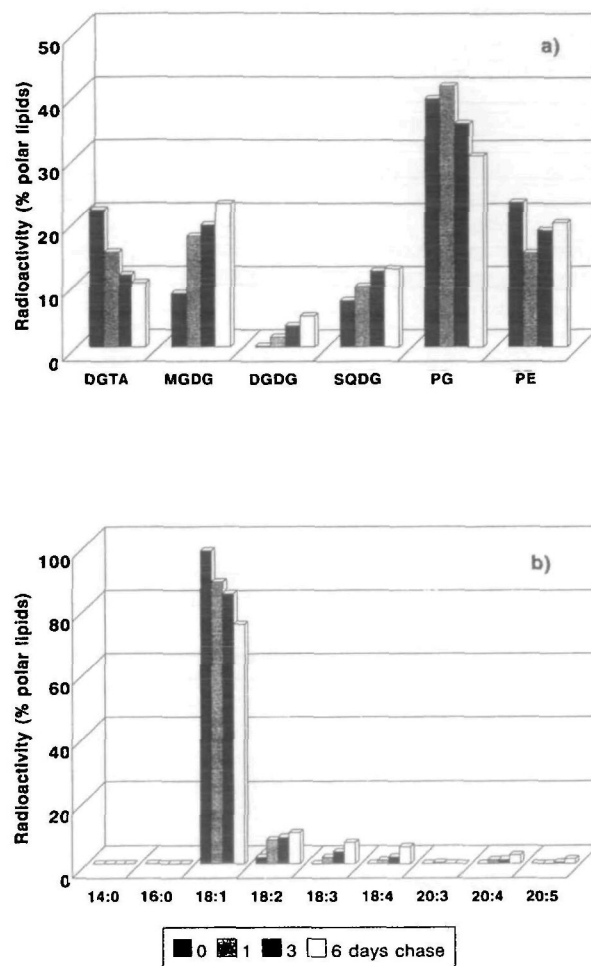 a)
Radioactivity (% polar lipids)
50
40
30
20
10
0
DGTA MGDG DGDG SQDG PG PE
b)
Radioactivity (% polar lipids)
100
80
60
40
20
0
14:0 16:0 18:1 18:2 18:3 18:4 20:3 20:4 20:5
0 1 3 6 days chase